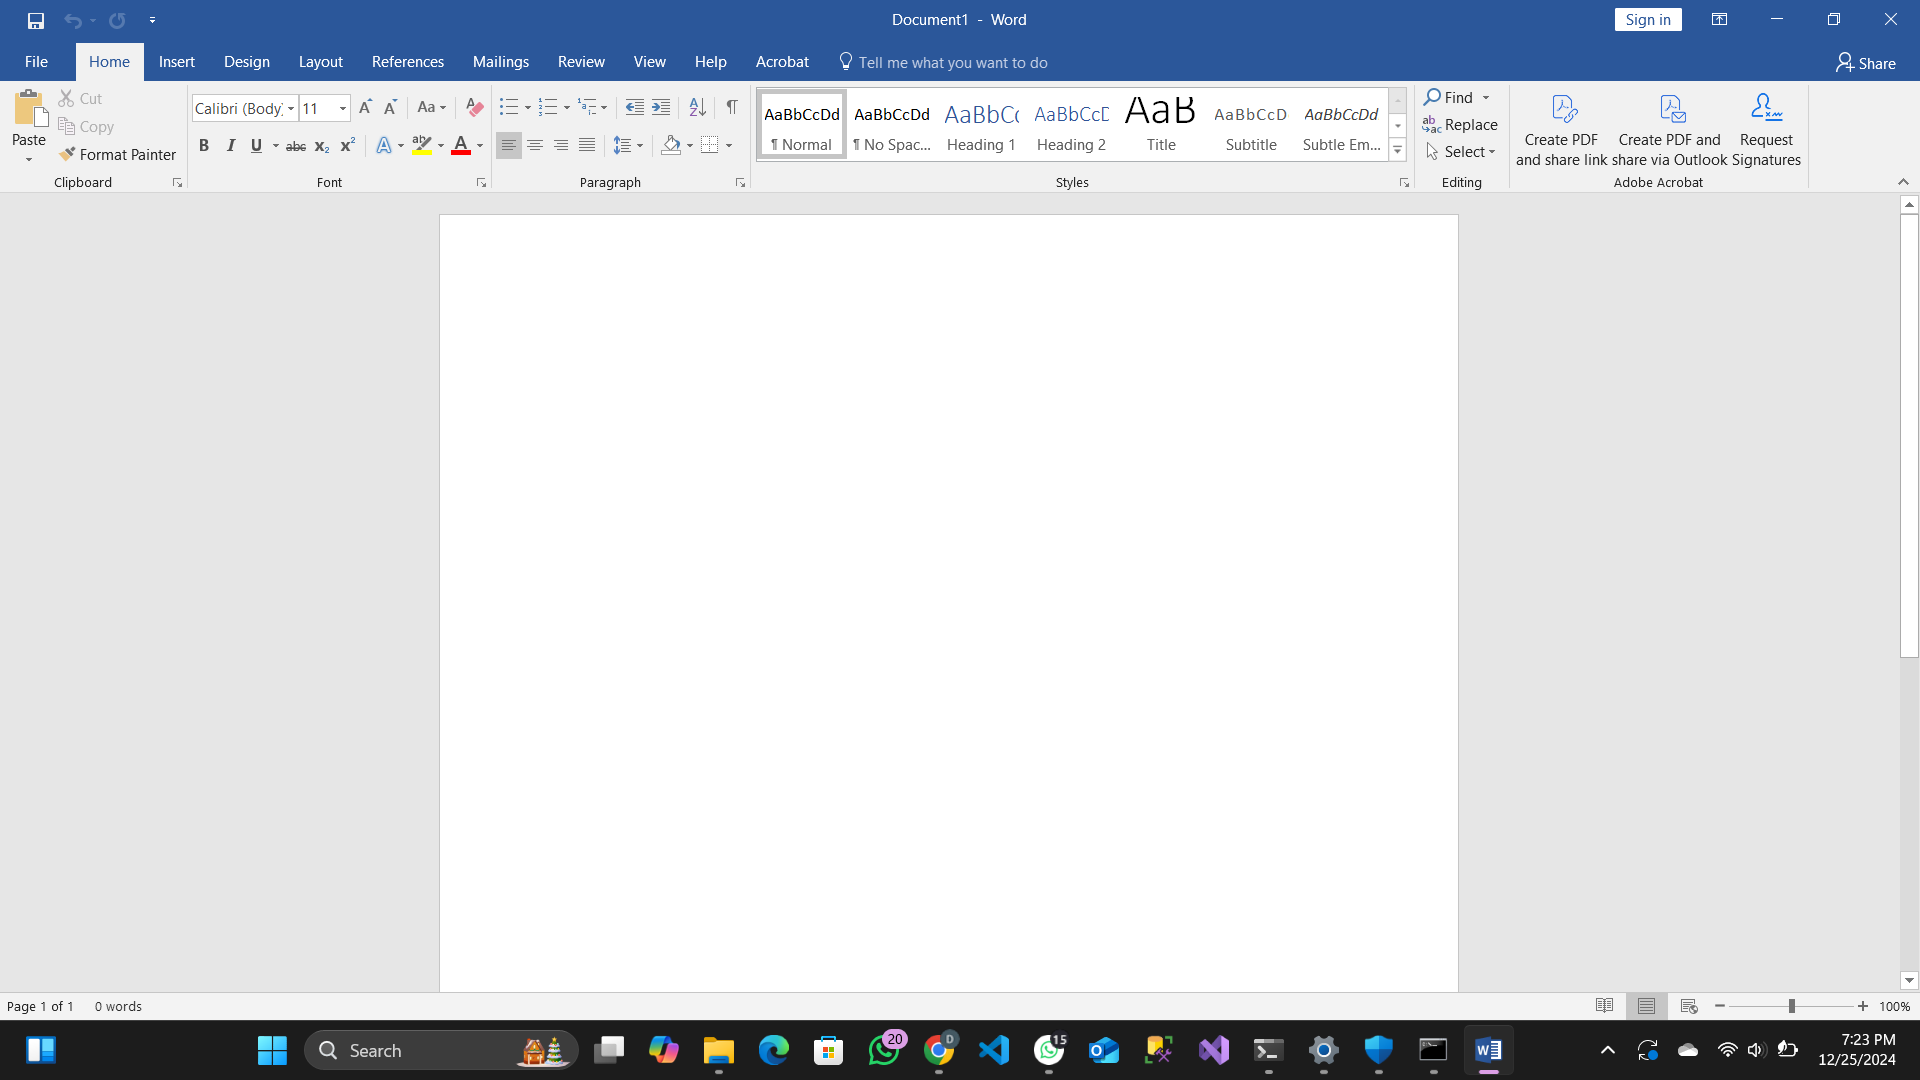 Document1 - Word
Sign in
File Home Insert Design Layout References Mailings Review View Help Acrobat Tell me what you want to do Share
Paste
Cut
Copy
Format Painter
Clipboard
Calibri (Body) 11 Aa
B I U abc x₂ x² A aby A
Font
Paragraph
AaBbCcDd ¶ Normal
AaBbCcDd ¶ No Spac...
AaBbCc Heading 1
AaBbCcD Heading 2
AaB Title
AaBbCcD Subtitle
AaBbCcDd Subtle Em...
Styles
Find
Replace
Select
Editing
Create PDF
and share link
Create PDF and
share via Outlook
Request
Signatures
Adobe Acrobat
Page 1 of 1 0 words 100%
Search 20 D 15 7:23 PM
12/25/2024